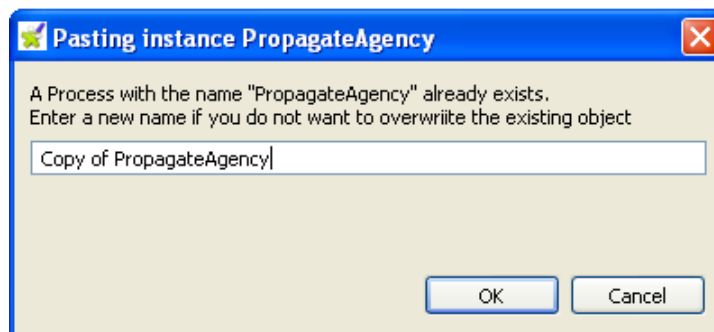 Pasting instance PropagateAgency
A Process with the name "PropagateAgency" already exists.
Enter a new name if you do not want to overwriite the existing object
Copy of PropagateAgency
OK
Cancel